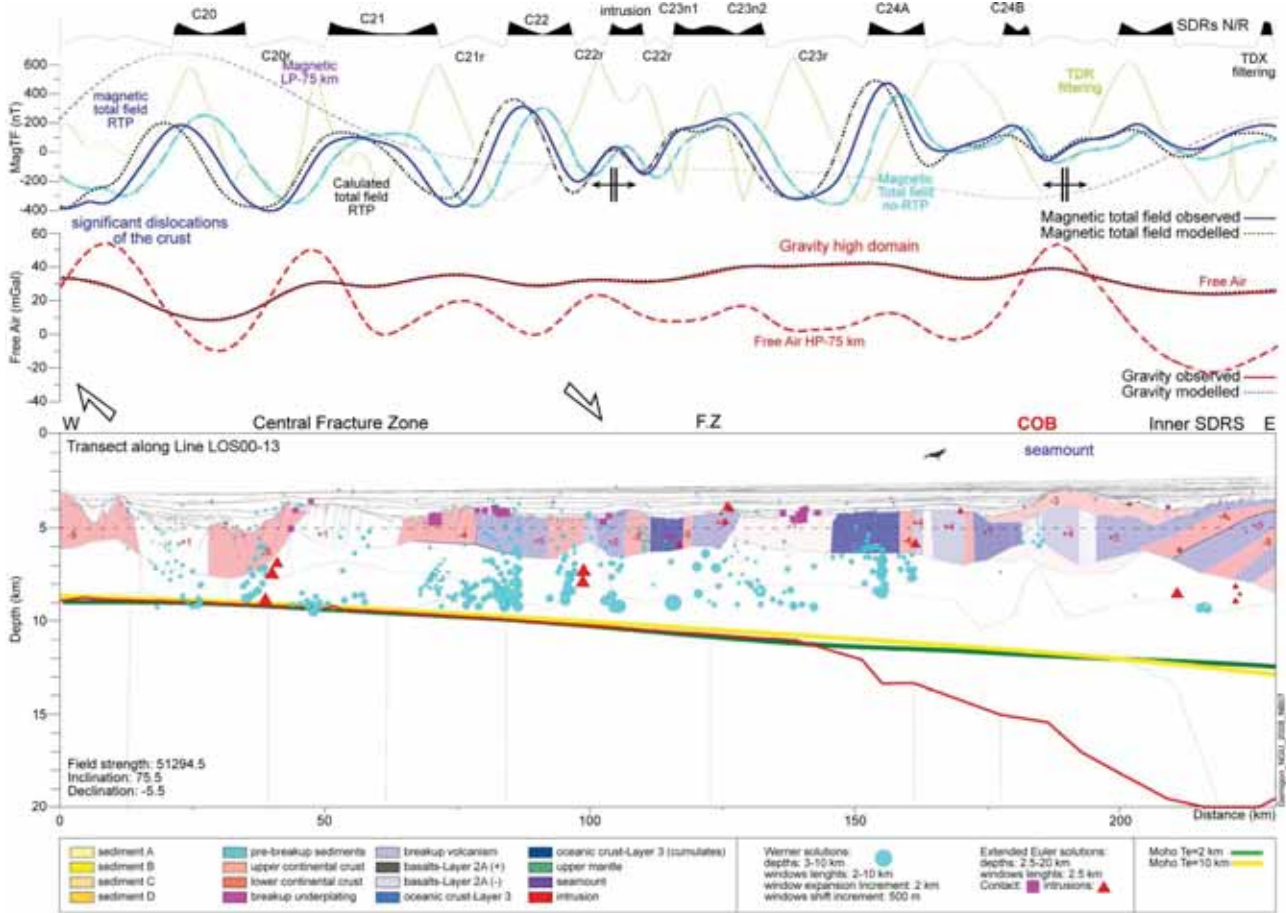 C20
C21
C22
intrusion
C23n1
C23n2
C24A
C24B
SDRs N/R
C20r
C21r
C22r
C22r
C23r
TDX
filtering
Magnetic
LP-75 km
TDR
filtering
magnetic
total field
RTP
Calulated
total field
RTP
Magnetic
Total field
no-RTP
MagTF (nT)
600
400
200
0
-200
-400
significant dislocations
of the crust
Magnetic total field observed
Magnetic total field modelled
Gravity high domain
Free Air
Free Air HP-75 km
Free Air (mGal)
60
40
20
0
-20
-40
Gravity observed
Gravity modelled
W
Central Fracture Zone
F.Z
COB
Inner SDRS
E
Transect along Line LOS00-13
seamount
Depth (km)
0
5
10
15
20
Field strength: 51294.5
Inclination: 75.5
Declination: -5.5
0
50
100
150
200
Distance (km)
sediment A
sediment B
sediment C
sediment D
pre-breakup sediments
upper continental crust
lower continental crust
breakup underplating
breakup volcanism
basalts-Layer 2A (+)
basalts-Layer 2A (-)
oceanic crust-Layer 3
oceanic crust-Layer 3 (cumulates)
upper mantle
seamount
intrusion
Werner solutions:
depths: 3-10 km
windows lenghts: 2-10 km
window expansion Increment: 2 km
windows shift increment: 500 m
Extended Euler solutions:
depths: 2.5-20 km
windows lenghts: 2.5 km
Contact: intrusions:
Moho Te=2 km
Moho Te=10 km